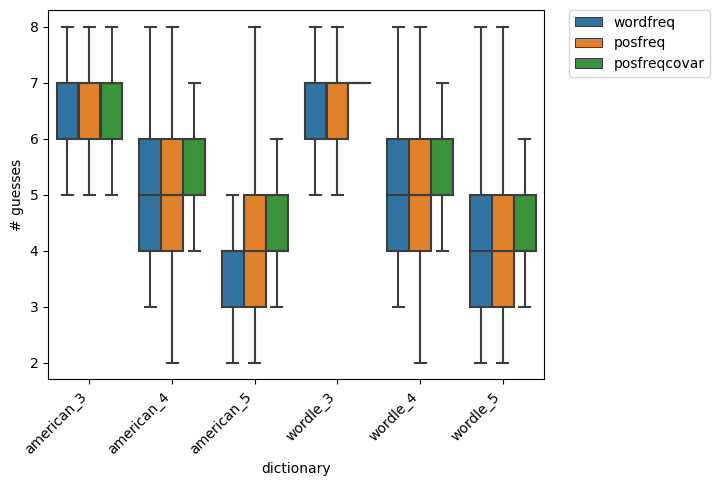 wordfreq
posfreq
posfreqcovar
# guesses
8
7
6
5
4
3
2
american_3
american_4
american_5
wordle_3
wordle_4
wordle_5
dictionary